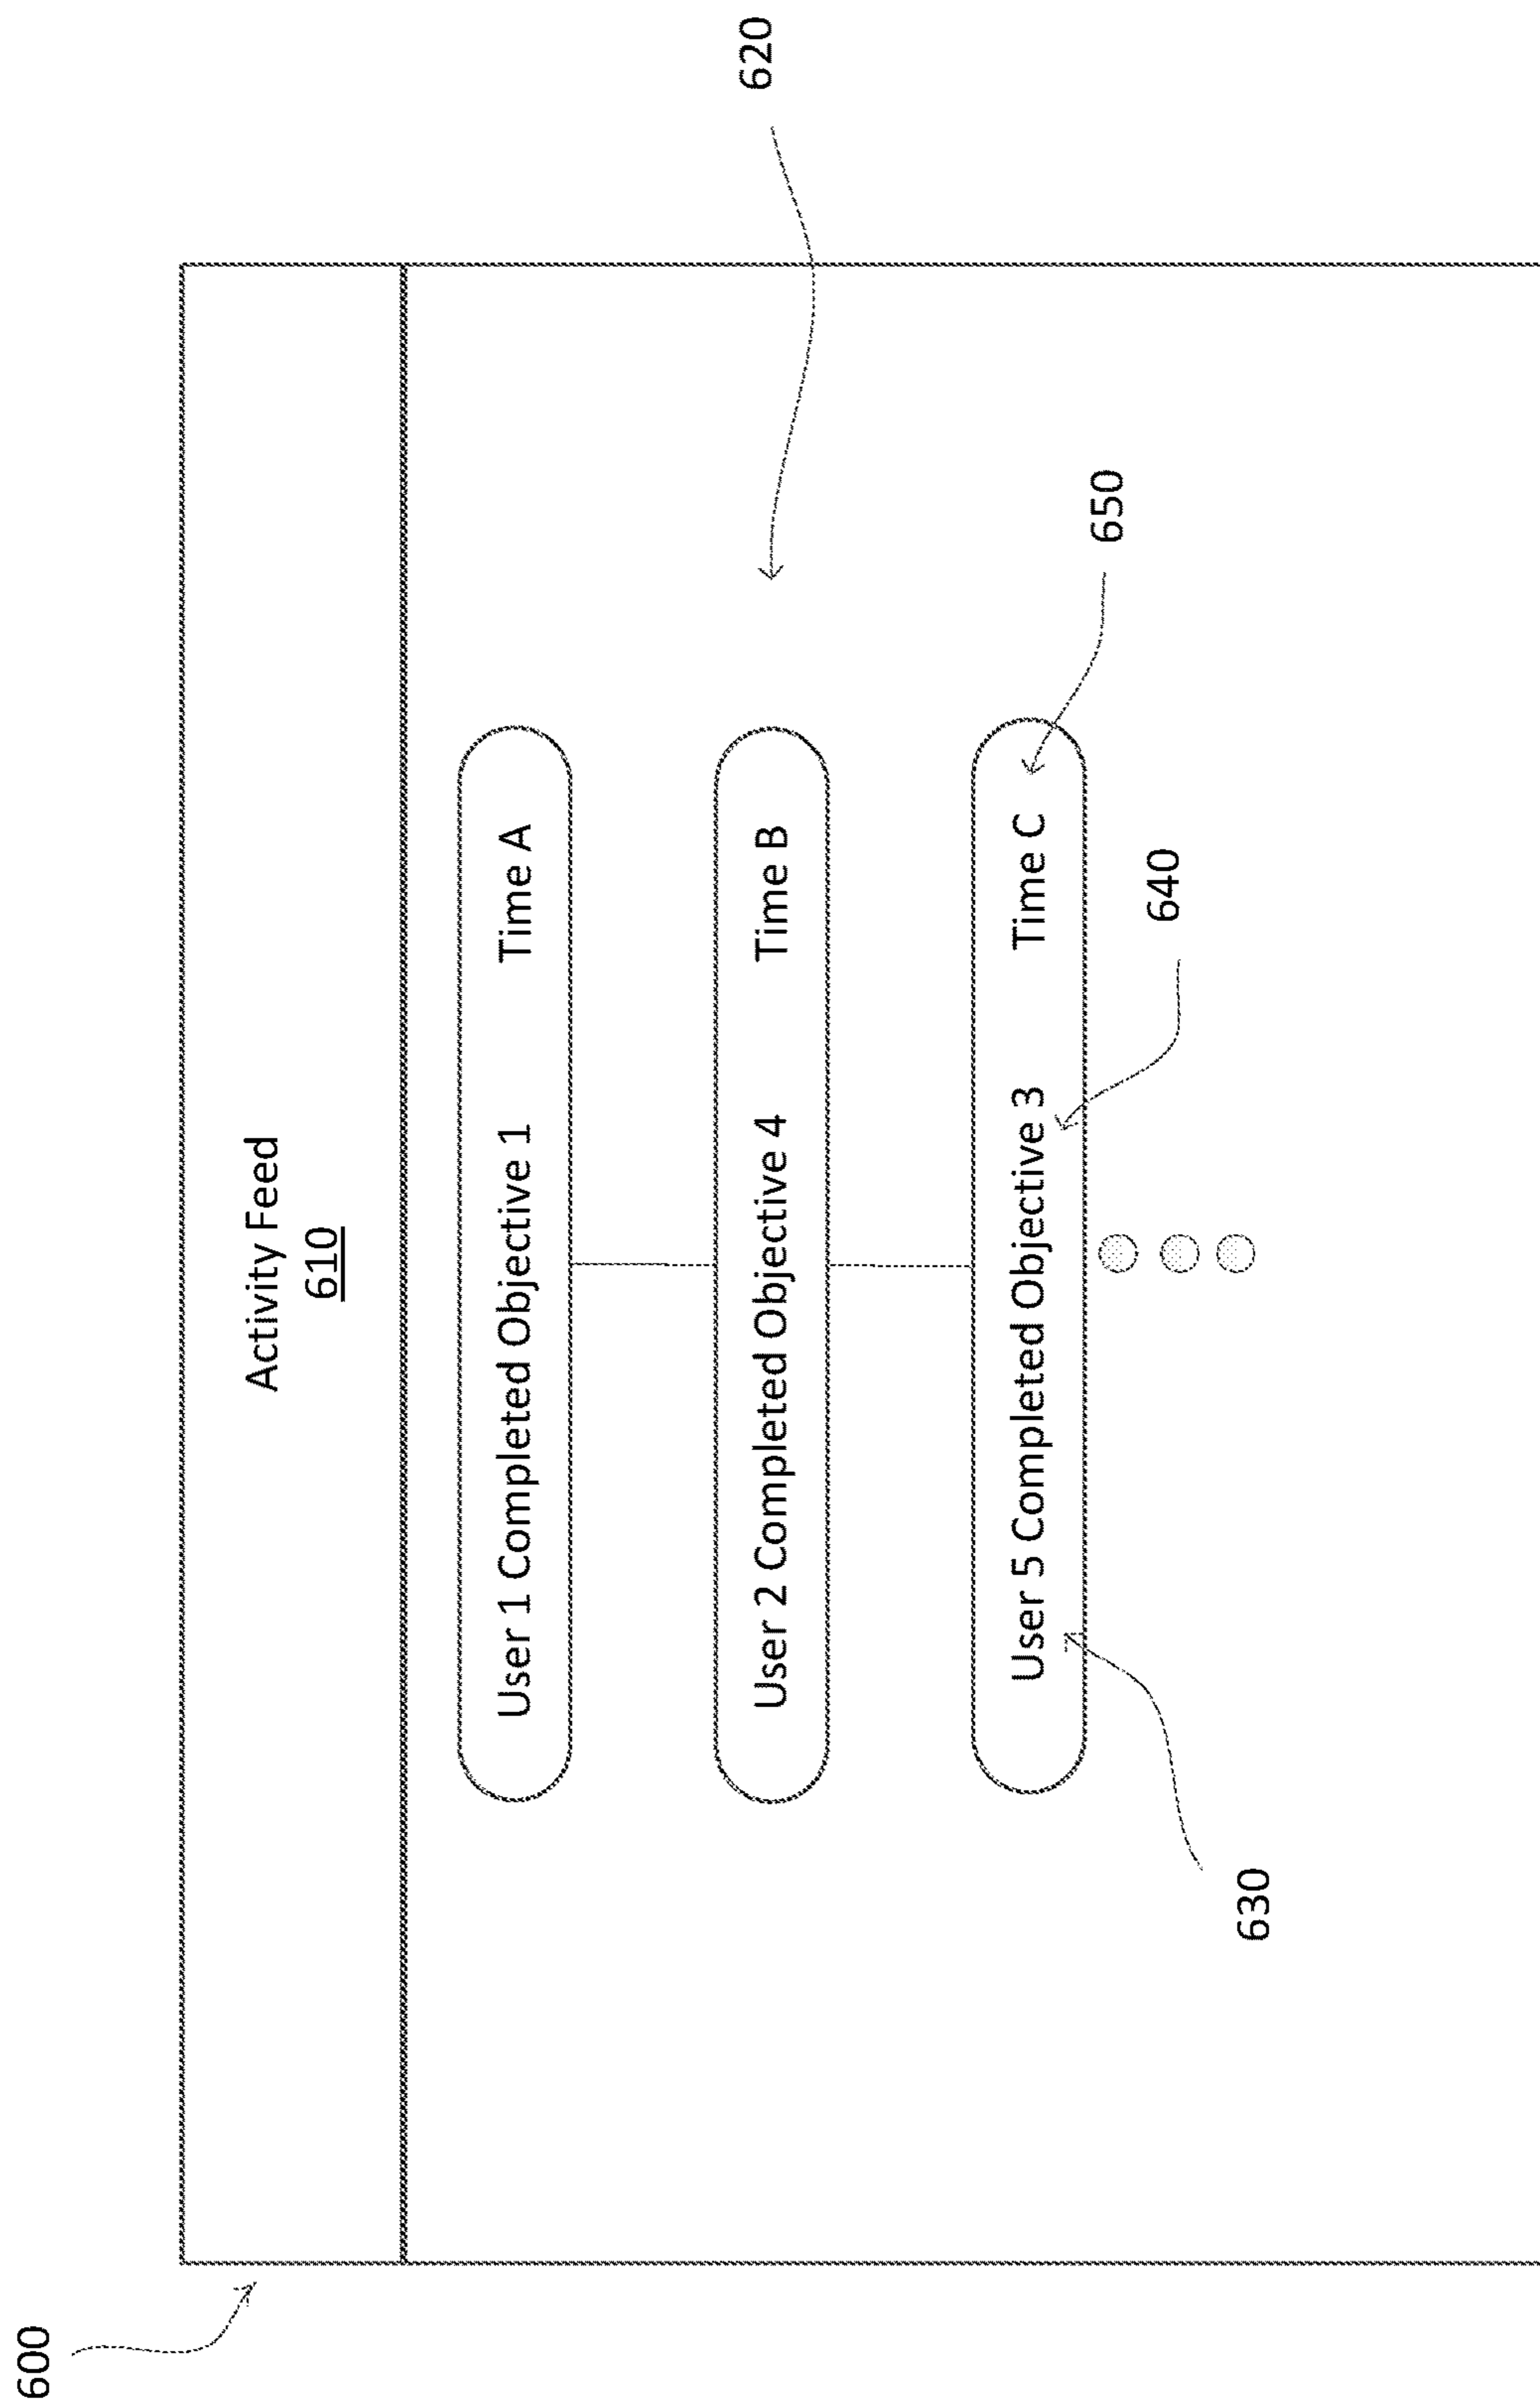 600
Activity Feed
610
620
User 1 Completed Objective 1 Time A
User 2 Completed Objective 4 Time B
User 5 Completed Objective 3 Time C
650
640
630